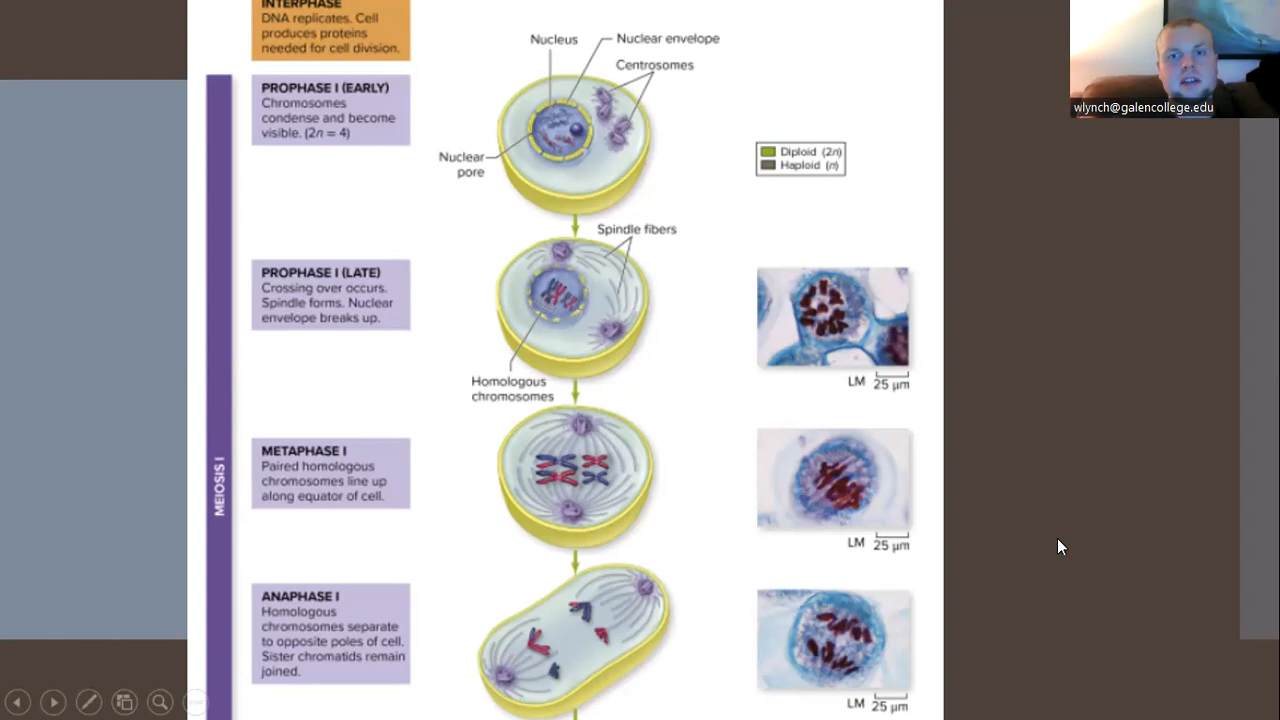 INTERPHASE
DNA replicates. Cell
produces proteins
needed for cell division.
Nucleus
Nuclear envelope
Centrosomes
PROPHASE I (EARLY)
Chromosomes
condense and become
visible. (2n = 4)
Nuclear
pore
Diploid (2n)
Haploid (n)
wlynch@galencollege.edu
Spindle fibers
PROPHASE I (LATE)
Crossing over occurs.
Spindle forms. Nuclear
envelope breaks up.
Homologous
chromosomes
LM 25 µm
MEIOSIS I
METAPHASE I
Paired homologous
chromosomes line up
along equator of cell.
LM 25 µm
ANAPHASE I
Homologous
chromosomes separate
to opposite poles of cell.
Sister chromatids remain
joined.
LM 25 µm